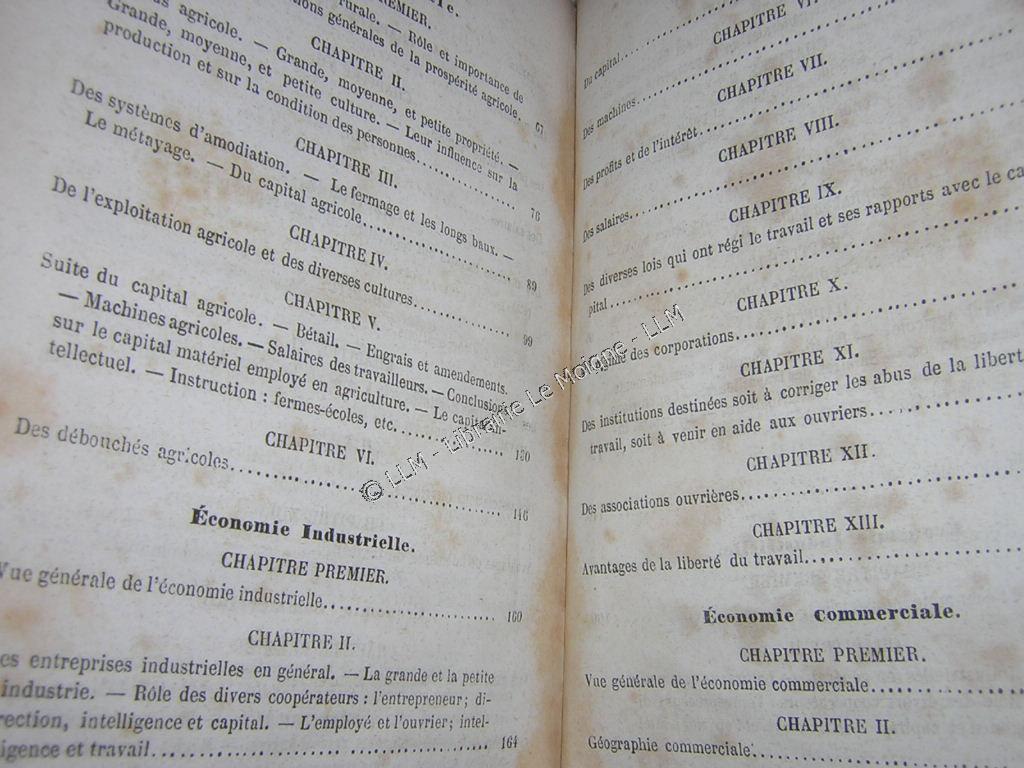 PREMIER.
rurale. — Rôle et importance de
générales de la prospérité agricole. 67
CHAPITRE II.
agricole. — Grande, moyenne, et petite propriété. —
Grande, moyenne, et petite culture. — Leur influence sur la
production et sur la condition des personnes................ 76
CHAPITRE III.
Des systèmes d'amodiation. — Le fermage et les longs baux. —
Le métayage. — Du capital agricole..................... 89
CHAPITRE IV.
De l'exploitation agricole et des diverses cultures............... 99
CHAPITRE V.
Suite du capital agricole. — Bétail. — Engrais et amendements.
— Machines agricoles. — Salaires des travailleurs. — Conclusions
sur le capital matériel employé en agriculture. — Le capital in-
tellectuel. — Instruction : fermes-écoles, etc................ 130
CHAPITRE VI.
Des débouchés agricoles............................ 146
Économie Industrielle.
CHAPITRE PREMIER.
Vue générale de l'économie industrielle...................... 160
CHAPITRE II.
es entreprises industrielles en général. — La grande et la petite
industrie. — Rôle des divers coopérateurs : l'entrepreneur; di-
rection, intelligence et capital. — L'employé et l'ouvrier; intel-
ligence et travail.................................... 164
CHAPITRE
Du capital...
CHAPITRE VII.
Des machines...
CHAPITRE VIII.
Des profits et de l'intérêt...
CHAPITRE IX.
Des salaires...
Des diverses lois qui ont régi le travail et ses rapports avec le ca-
pital...
CHAPITRE X.
des corporations...
CHAPITRE XI.
Des institutions destinées soit à corriger les abus de la liberté
travail, soit à venir en aide aux ouvriers...
CHAPITRE XII.
Des associations ouvrières...
CHAPITRE XIII.
Avantages de la liberté du travail...
Économie Commerciale.
CHAPITRE PREMIER.
Vue générale de l'économie commerciale...
CHAPITRE II.
Géographie commerciale...
© LLM - Librairie Le Moigne - LLM